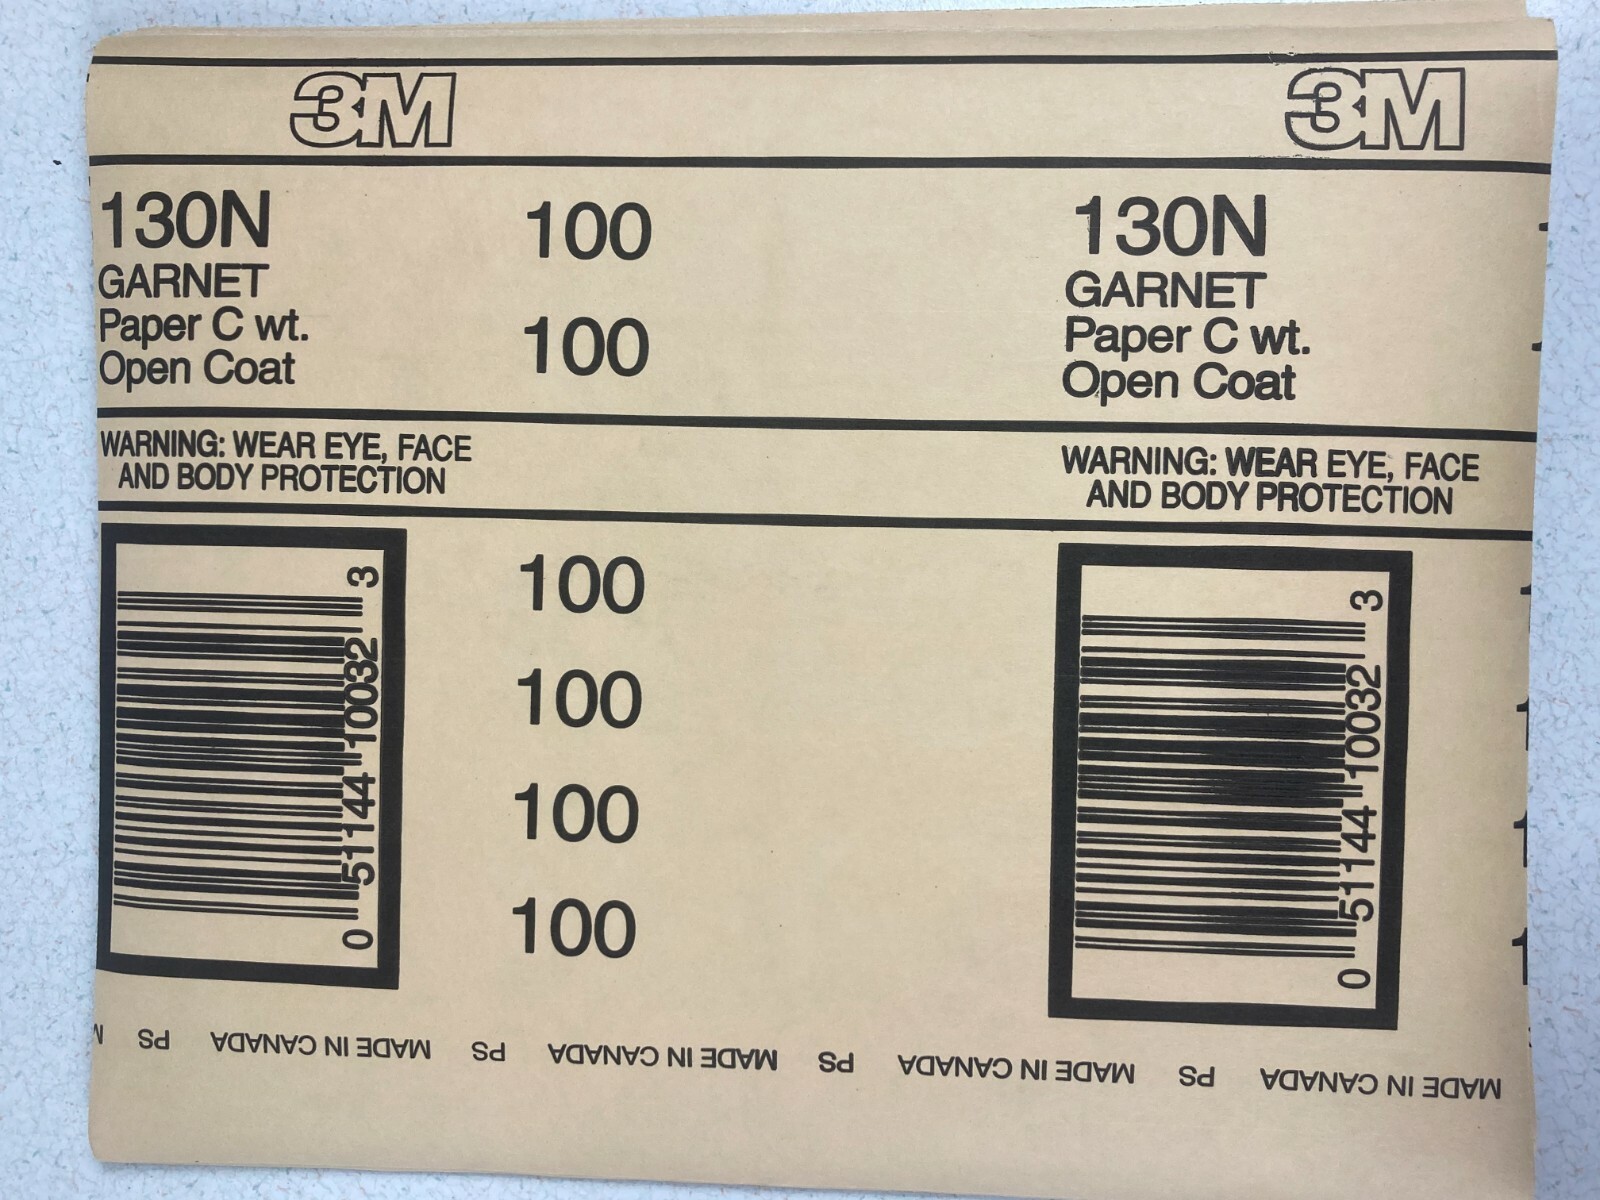 3M
3M
130N
GARNET
Paper C wt.
Open Coat
100
100
130N
GARNET
Paper C wt.
Open Coat
WARNING: WEAR EYE, FACE
AND BODY PROTECTION
WARNING: WEAR EYE, FACE
AND BODY PROTECTION
0 51144 10032 3
100
100
100
100
0 51144 10032 3
MADE IN CANADA PS MADE IN CANADA PS MADE IN CANADA PS MADE IN CANADA PS